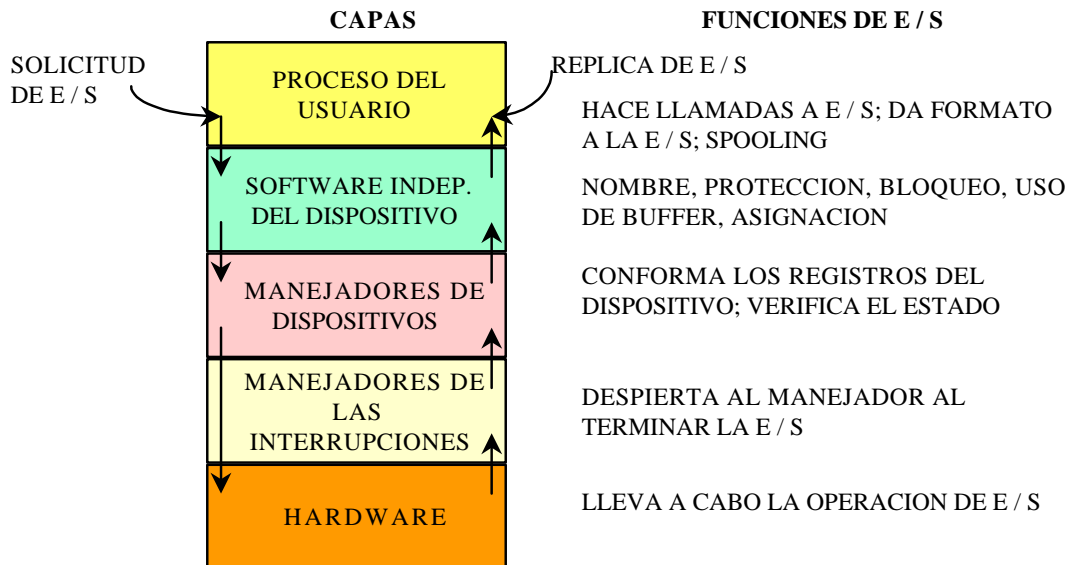 CAPAS
FUNCIONES DE E / S
SOLICITUD
DE E / S
PROCESO DEL
USUARIO
REPLICA DE E / S
HACE LLAMADAS A E / S; DA FORMATO
A LA E / S; SPOOLING
SOFTWARE INDEP.
DEL DISPOSITIVO
NOMBRE, PROTECCION, BLOQUEO, USO
DE BUFFER, ASIGNACION
MANEJADORES DE
DISPOSITIVOS
CONFORMA LOS REGISTROS DEL
DISPOSITIVO; VERIFICA EL ESTADO
MANEJADORES DE
LAS
INTERRUPCIONES
DESPIERTA AL MANEJADOR AL
TERMINAR LA E / S
HARDWARE
LLEVA A CABO LA OPERACION DE E / S